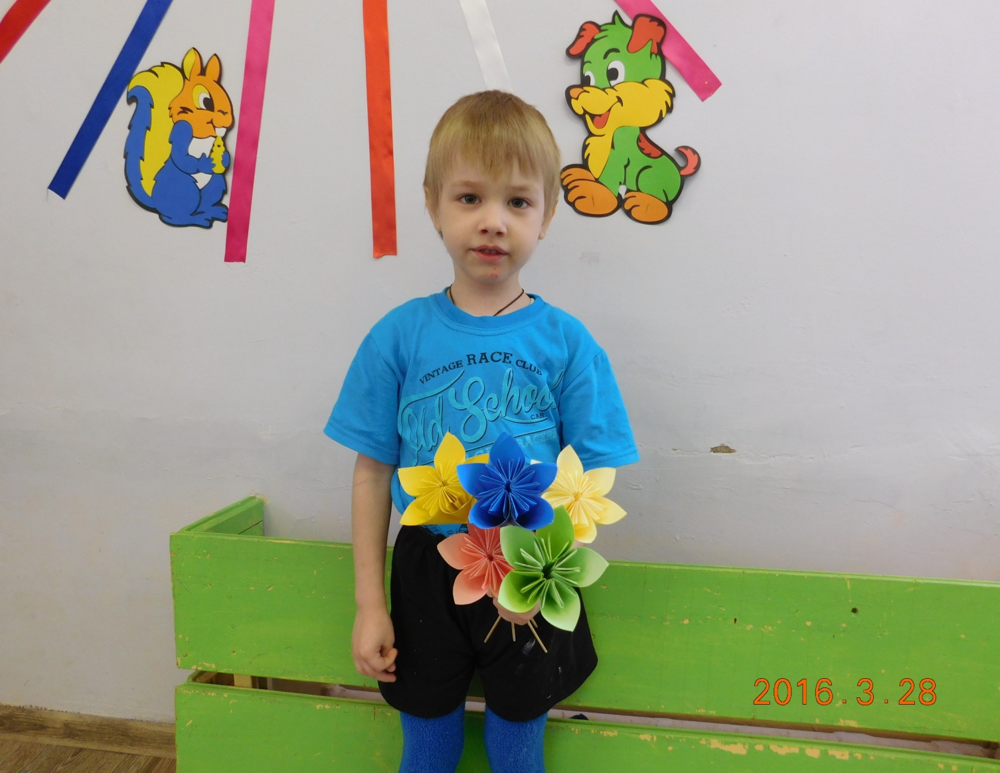 VINTAGE RACE CLUB
Old School
CAR
2016.3.28